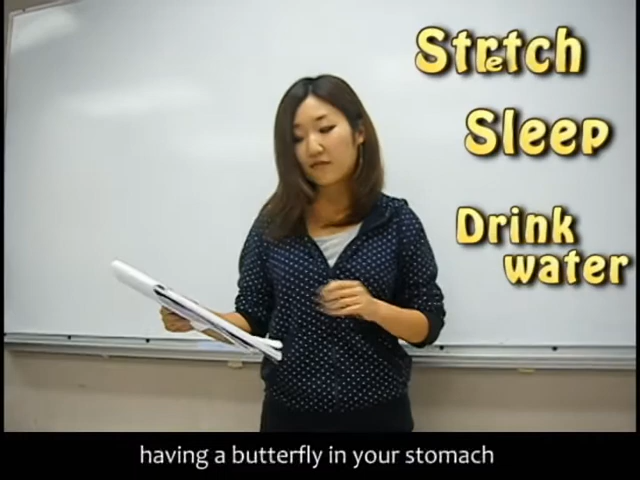 Stretch
Sleep
Drink
water
having a butterfly in your stomach